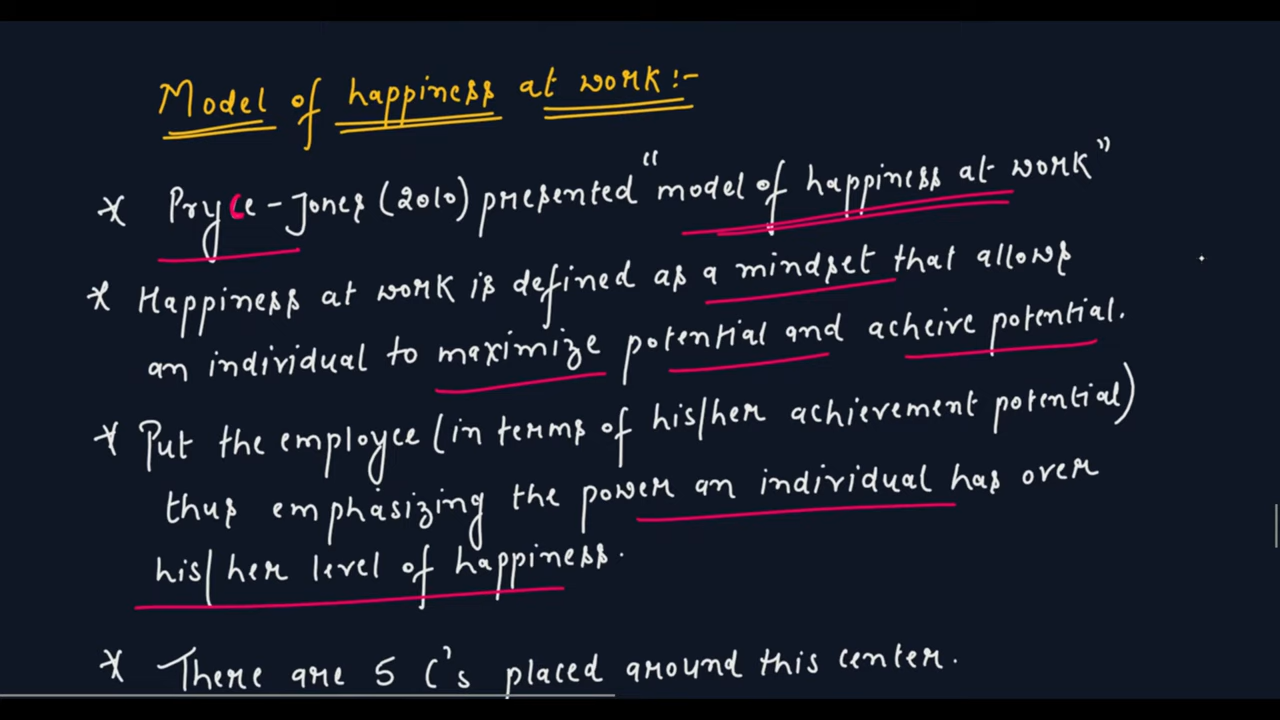 Model of happiness at work:-
* Pryce-Jones (2010) presented "model of happiness at work"
* Happiness at work is defined as a mindset that allows
an individual to maximize potential and acheive potential.
* Put the employee (in terms of his/her achievement potential)
thus emphasizing the power an individual has over
his/her level of happiness.
* There are 5 C's placed around this center.